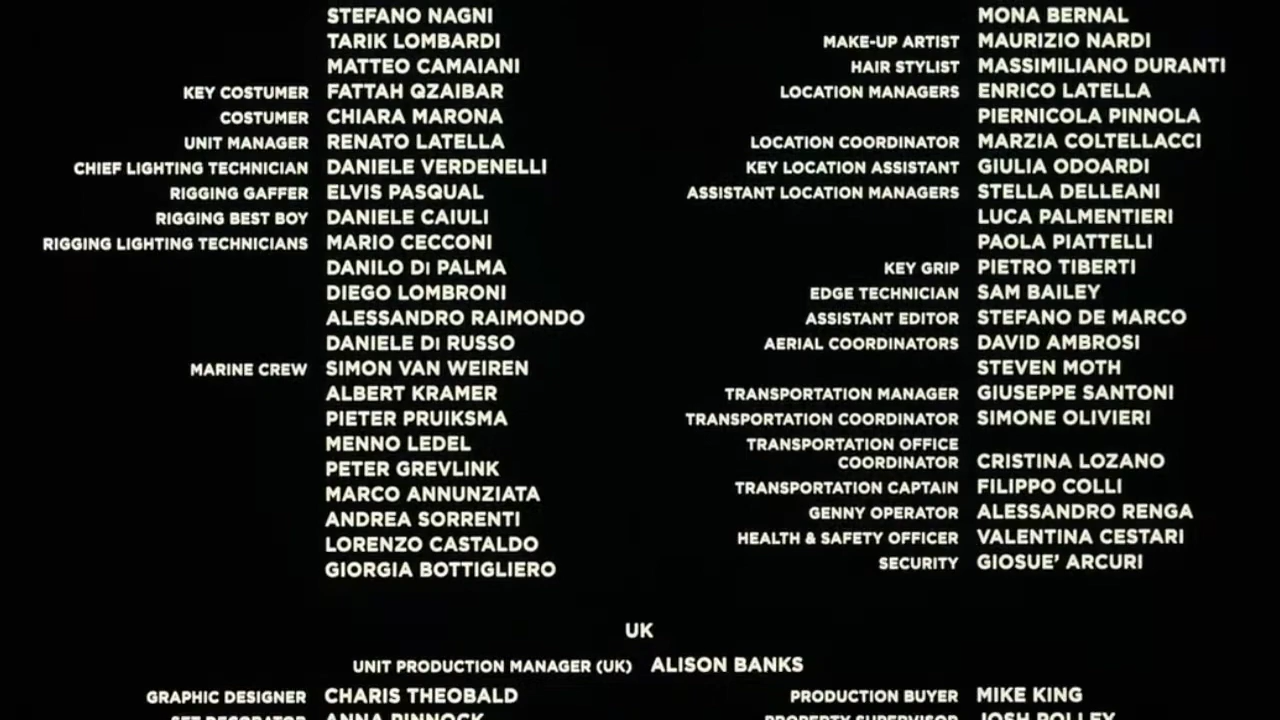 STEFANO NAGNI
TARIK LOMBARDI
MATTEO CAMAIANI
KEY COSTUMER FATTAH QZAIBAR
COSTUMER CHIARA MARONA
UNIT MANAGER RENATO LATELLA
CHIEF LIGHTING TECHNICIAN DANIELE VERDENELLI
RIGGING GAFFER ELVIS PASQUAL
RIGGING BEST BOY DANIELE CAIULI
RIGGING LIGHTING TECHNICIANS MARIO CECCONI
DANILO DI PALMA
DIEGO LOMBRONI
ALESSANDRO RAIMONDO
DANIELE DI RUSSO
MARINE CREW SIMON VAN WEIREN
ALBERT KRAMER
PIETER PRUIKSMA
MENNO LEDEL
PETER GREVLINK
MARCO ANNUNZIATA
ANDREA SORRENTI
LORENZO CASTALDO
GIORGIA BOTTIGLIERO
MONA BERNAL
MAKE-UP ARTIST MAURIZIO NARDI
HAIR STYLIST MASSIMILIANO DURANTI
LOCATION MANAGERS ENRICO LATELLA
PIERNICOLA PINNOLA
LOCATION COORDINATOR MARZIA COLTELLACCI
KEY LOCATION ASSISTANT GIULIA ODOARDI
ASSISTANT LOCATION MANAGERS STELLA DELLEANI
LUCA PALMENTIERI
PAOLA PIATTELLI
KEY GRIP PIETRO TIBERTI
EDGE TECHNICIAN SAM BAILEY
ASSISTANT EDITOR STEFANO DE MARCO
AERIAL COORDINATORS DAVID AMBROSI
STEVEN MOTH
TRANSPORTATION MANAGER GIUSEPPE SANTONI
TRANSPORTATION COORDINATOR SIMONE OLIVIERI
TRANSPORTATION OFFICE
COORDINATOR CRISTINA LOZANO
TRANSPORTATION CAPTAIN FILIPPO COLLI
GENNY OPERATOR ALESSANDRO RENGA
HEALTH & SAFETY OFFICER VALENTINA CESTARI
SECURITY GIOSUE' ARCURI
UK
UNIT PRODUCTION MANAGER (UK) ALISON BANKS
GRAPHIC DESIGNER CHARIS THEOBALD
SET DECORATOR ANNA PINNOCK
PRODUCTION BUYER MIKE KING
PROPERTY SUPERVISOR JOSH POLLEY